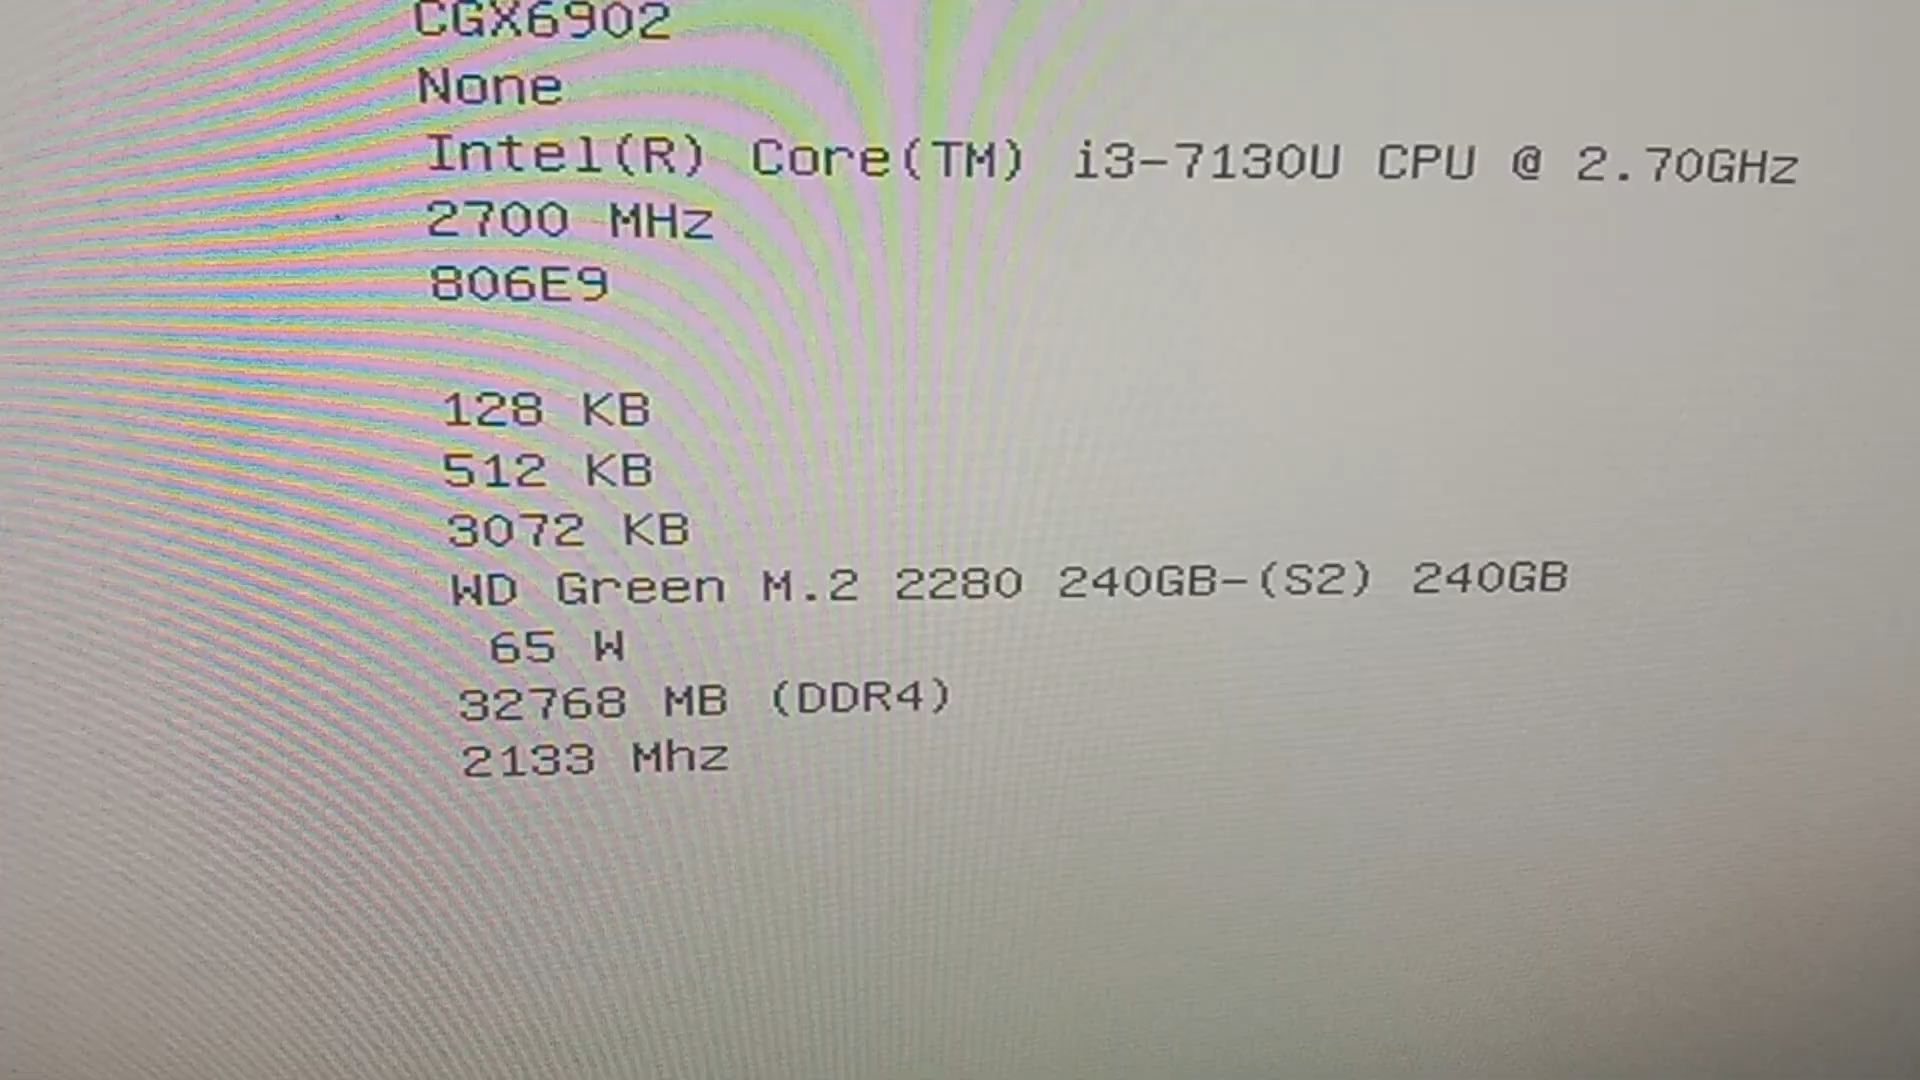 CGX6902
None
Intel(R) Core(TM) i3-7130U CPU @ 2.70GHz
2700 MHz
806E9
128 KB
512 KB
3072 KB
WD Green M.2 2280 240GB-(S2) 240GB
65 W
32768 MB (DDR4)
2133 Mhz